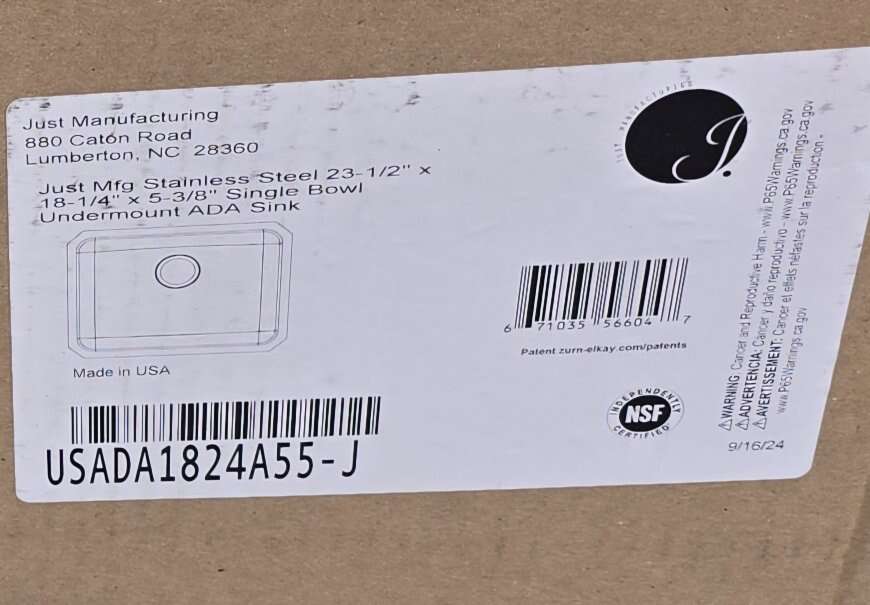 Just Manufacturing
880 Caton Road
Lumberton, NC 28360
Just Mfg Stainless Steel 23-1/2" x
18-1/4" x 5-3/8" Single Bowl
Undermount ADA Sink
Made in USA
USADA1824A55-J
JUST MANUFACTURING
J.
6 71035 56604 7
Patent zurn-elkay.com/patents
INDEPENDENTLY
NSF
CERTIFIED
⚠WARNING: Cancer and Reproductive Harm - www.P65Warnings.ca.gov
⚠ADVERTENCIA: Cancer y daño reproductivo - www.P65Warnings.ca.gov
⚠AVERTISSEMENT: Cancer et effets néfastes sur la reproduction -
www.P65Warnings.ca.gov
9/16/24